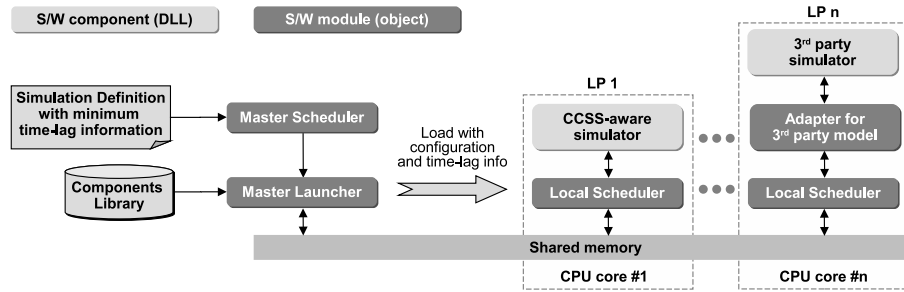 S/W component (DLL)
S/W module (object)
LP n
3rd party
simulator
LP 1
Simulation Definition
with minimum
time-lag information
Master Scheduler
Load with
configuration
and time-lag info
CCSS-aware
simulator
Adapter for
3rd party model
Components
Library
Master Launcher
Local Scheduler
Local Scheduler
Shared memory
CPU core #1
CPU core #n